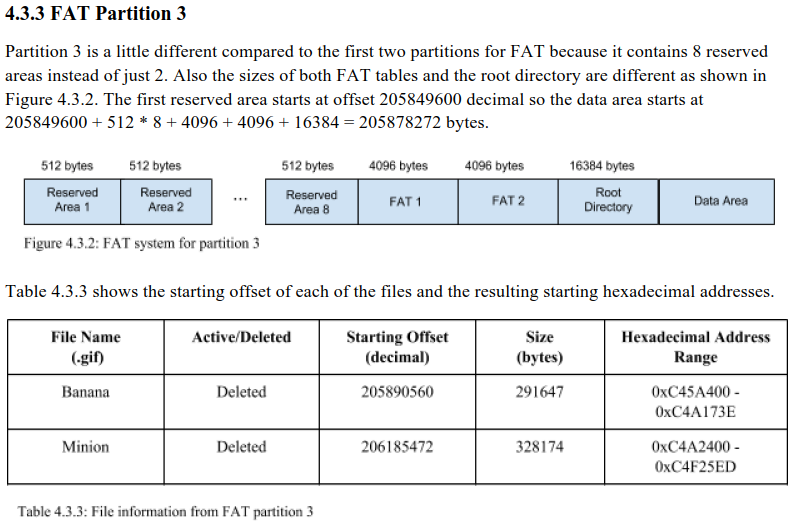 4.3.3 FAT Partition 3
Partition 3 is a little different compared to the first two partitions for FAT because it contains 8 reserved
areas instead of just 2. Also the sizes of both FAT tables and the root directory are different as shown in
Figure 4.3.2. The first reserved area starts at offset 205849600 decimal so the data area starts at
205849600 + 512 * 8 + 4096 + 4096 + 16384 = 205878272 bytes.
512 bytes 512 bytes 512 bytes 4096 bytes 4096 bytes 16384 bytes
Reserved Area 1 Reserved Area 2 ... Reserved Area 8 FAT 1 FAT 2 Root Directory Data Area
Figure 4.3.2: FAT system for partition 3
Table 4.3.3 shows the starting offset of each of the files and the resulting starting hexadecimal addresses.
File Name Active/Deleted Starting Offset Size Hexadecimal Address
(.gif) (decimal) (bytes) Range
Banana Deleted 205890560 291647 0xC45A400 -
0xC4A173E
Minion Deleted 206185472 328174 0xC4A2400 -
0xC4F25ED
Table 4.3.3: File information from FAT partition 3